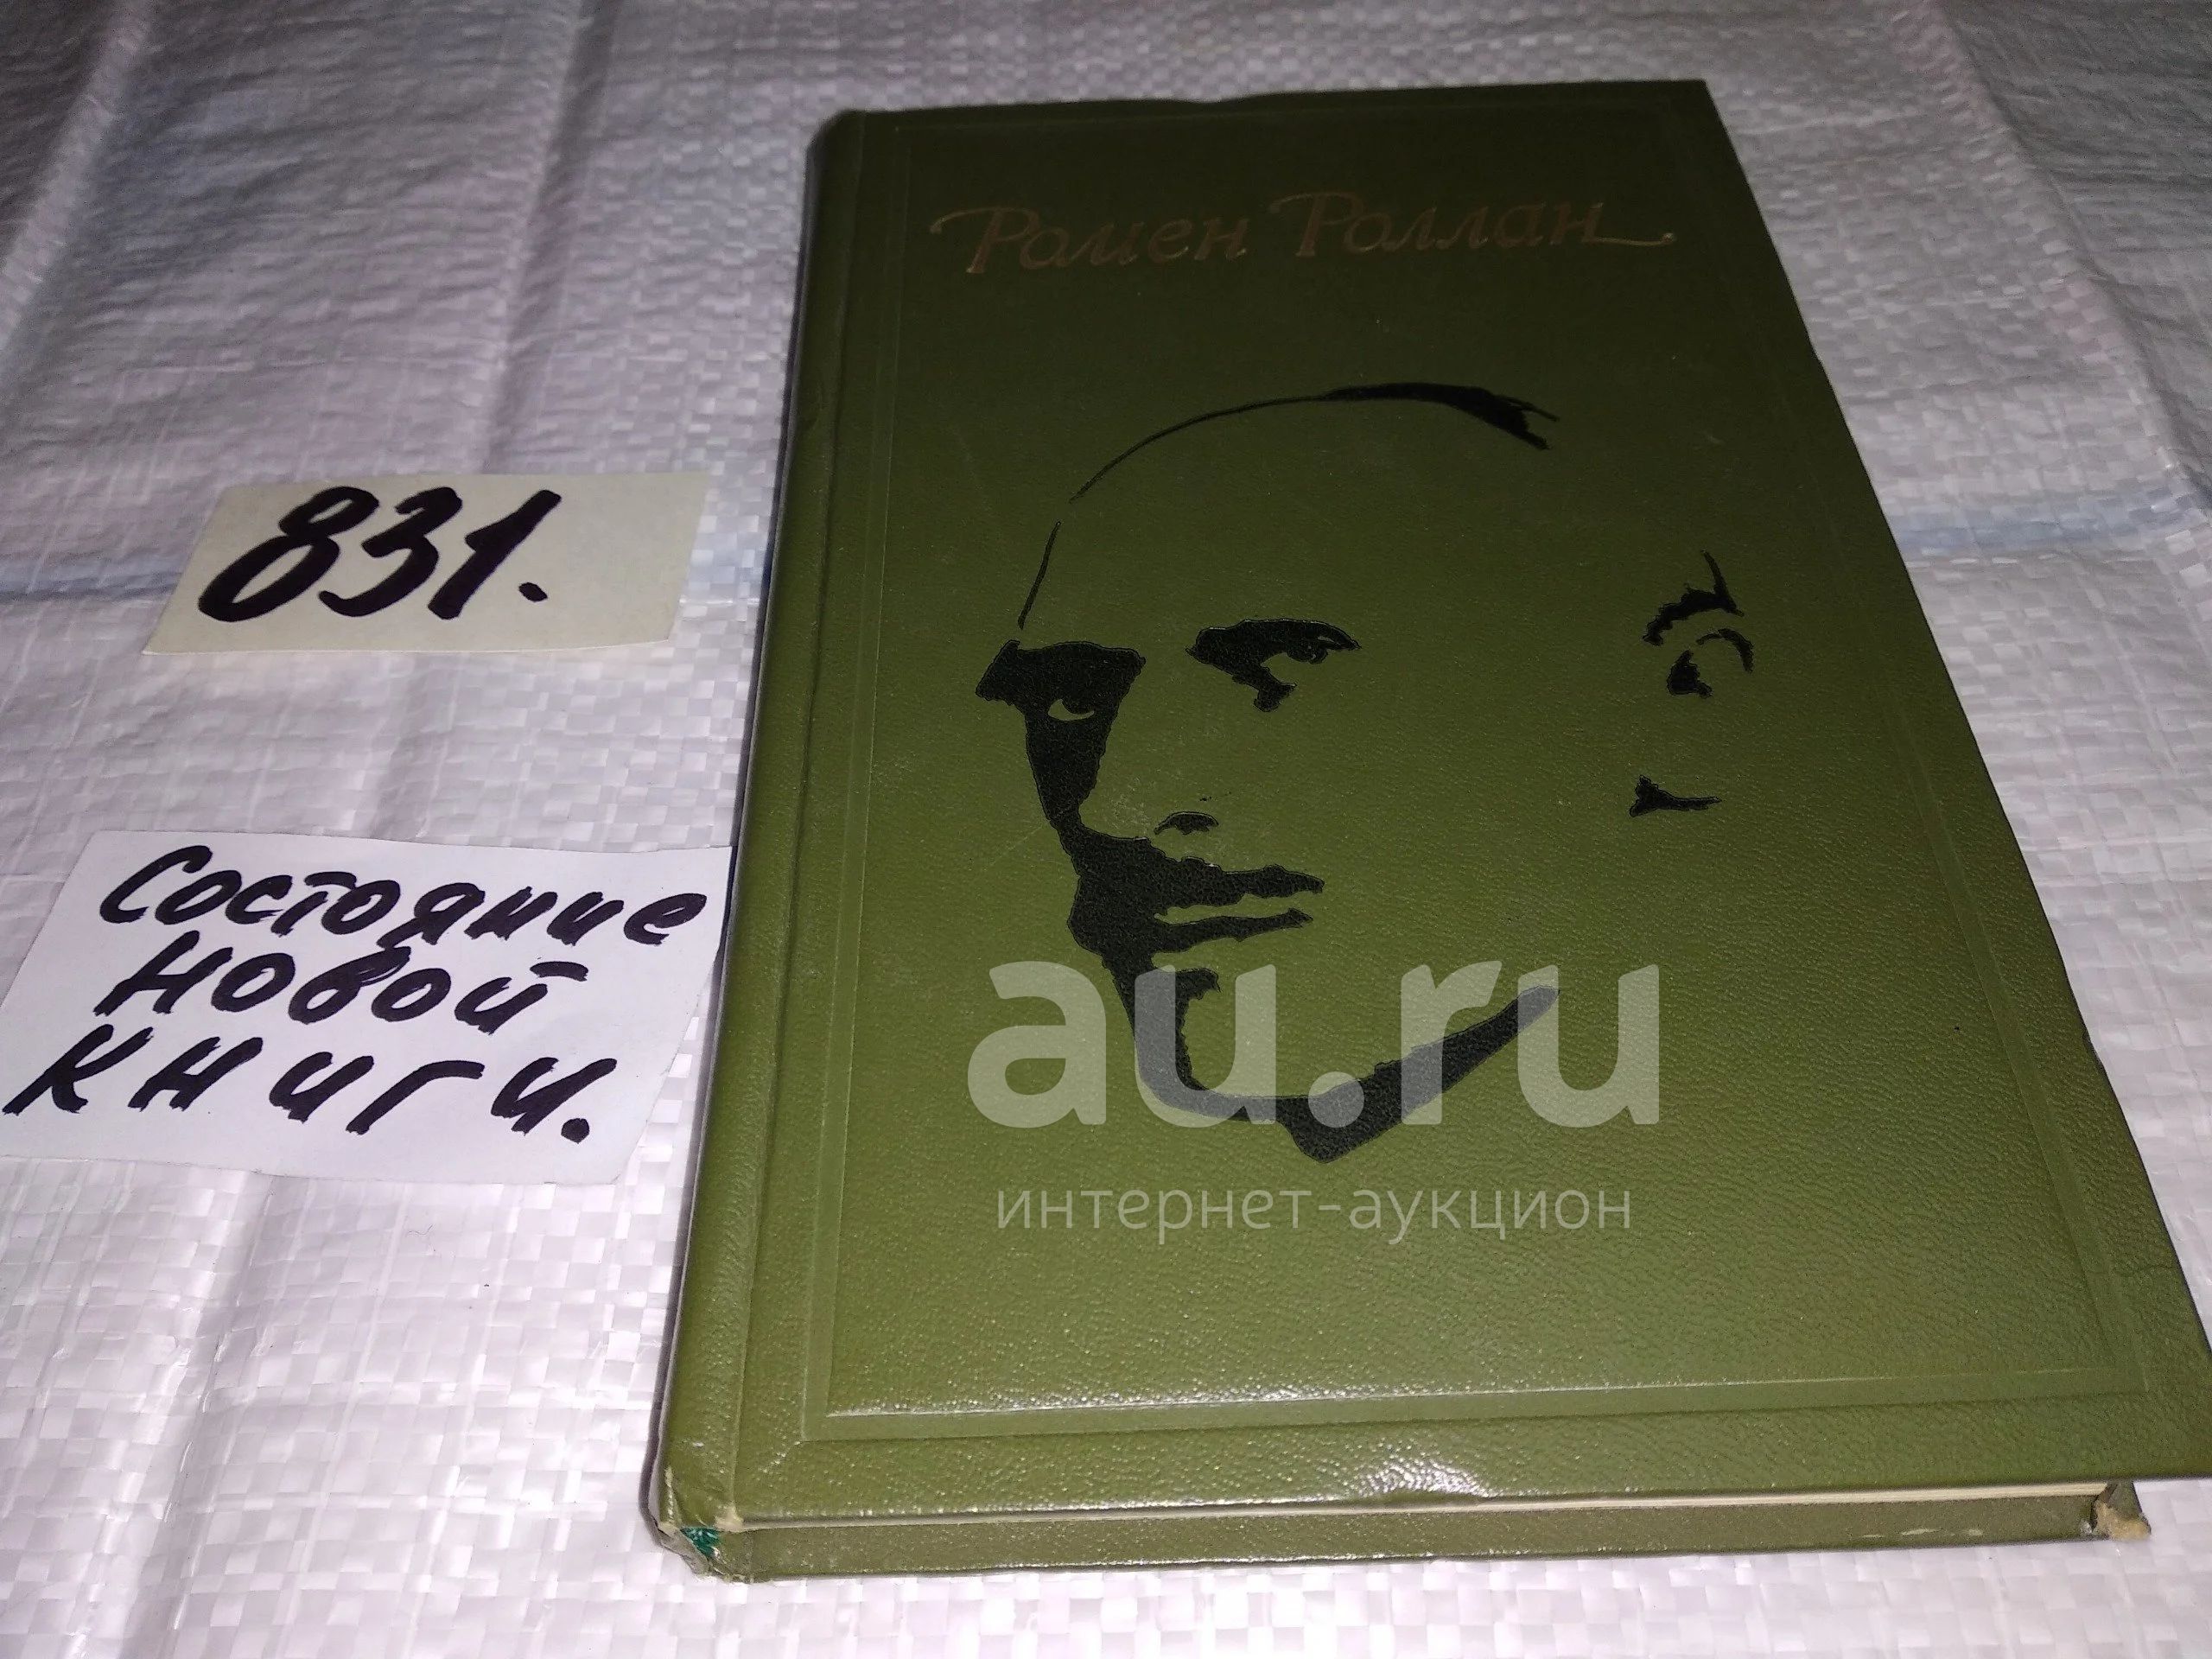 Ромен Роллан
831.
Состояние
новой
книги.
au.ru
интернет-аукцион